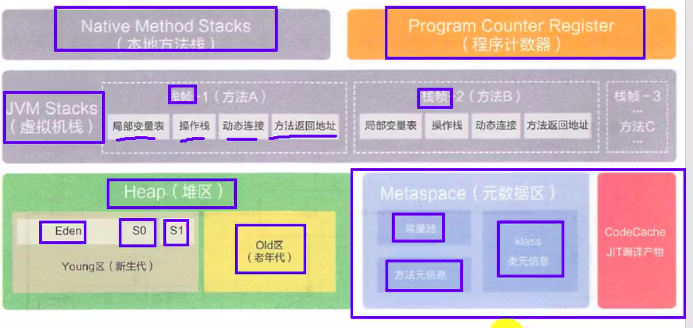 Native Method Stacks
(本地方法栈)
Program Counter Register
(程序计数器)
JVM Stacks
(虚拟机栈)
栈帧-1(方法A)
局部变量表 操作栈 动态连接 方法返回地址
栈帧-2(方法B)
局部变量表 操作栈 动态连接 方法返回地址
栈帧-3
...
方法C
...
Heap(堆区)
Eden S0 S1
Young区(新生代)
Old区
(老年代)
Metaspace(元数据区)
常量池
方法元信息
klass
类元信息
CodeCache
JIT编译产物